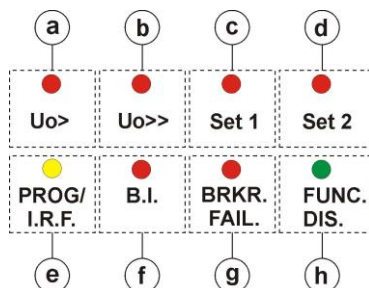 a b c d
Uo> Uo>> Set 1 Set 2
PROG/ B.I. BRKR. FUNC.
I.R.F. FAIL. DIS.
e f g h